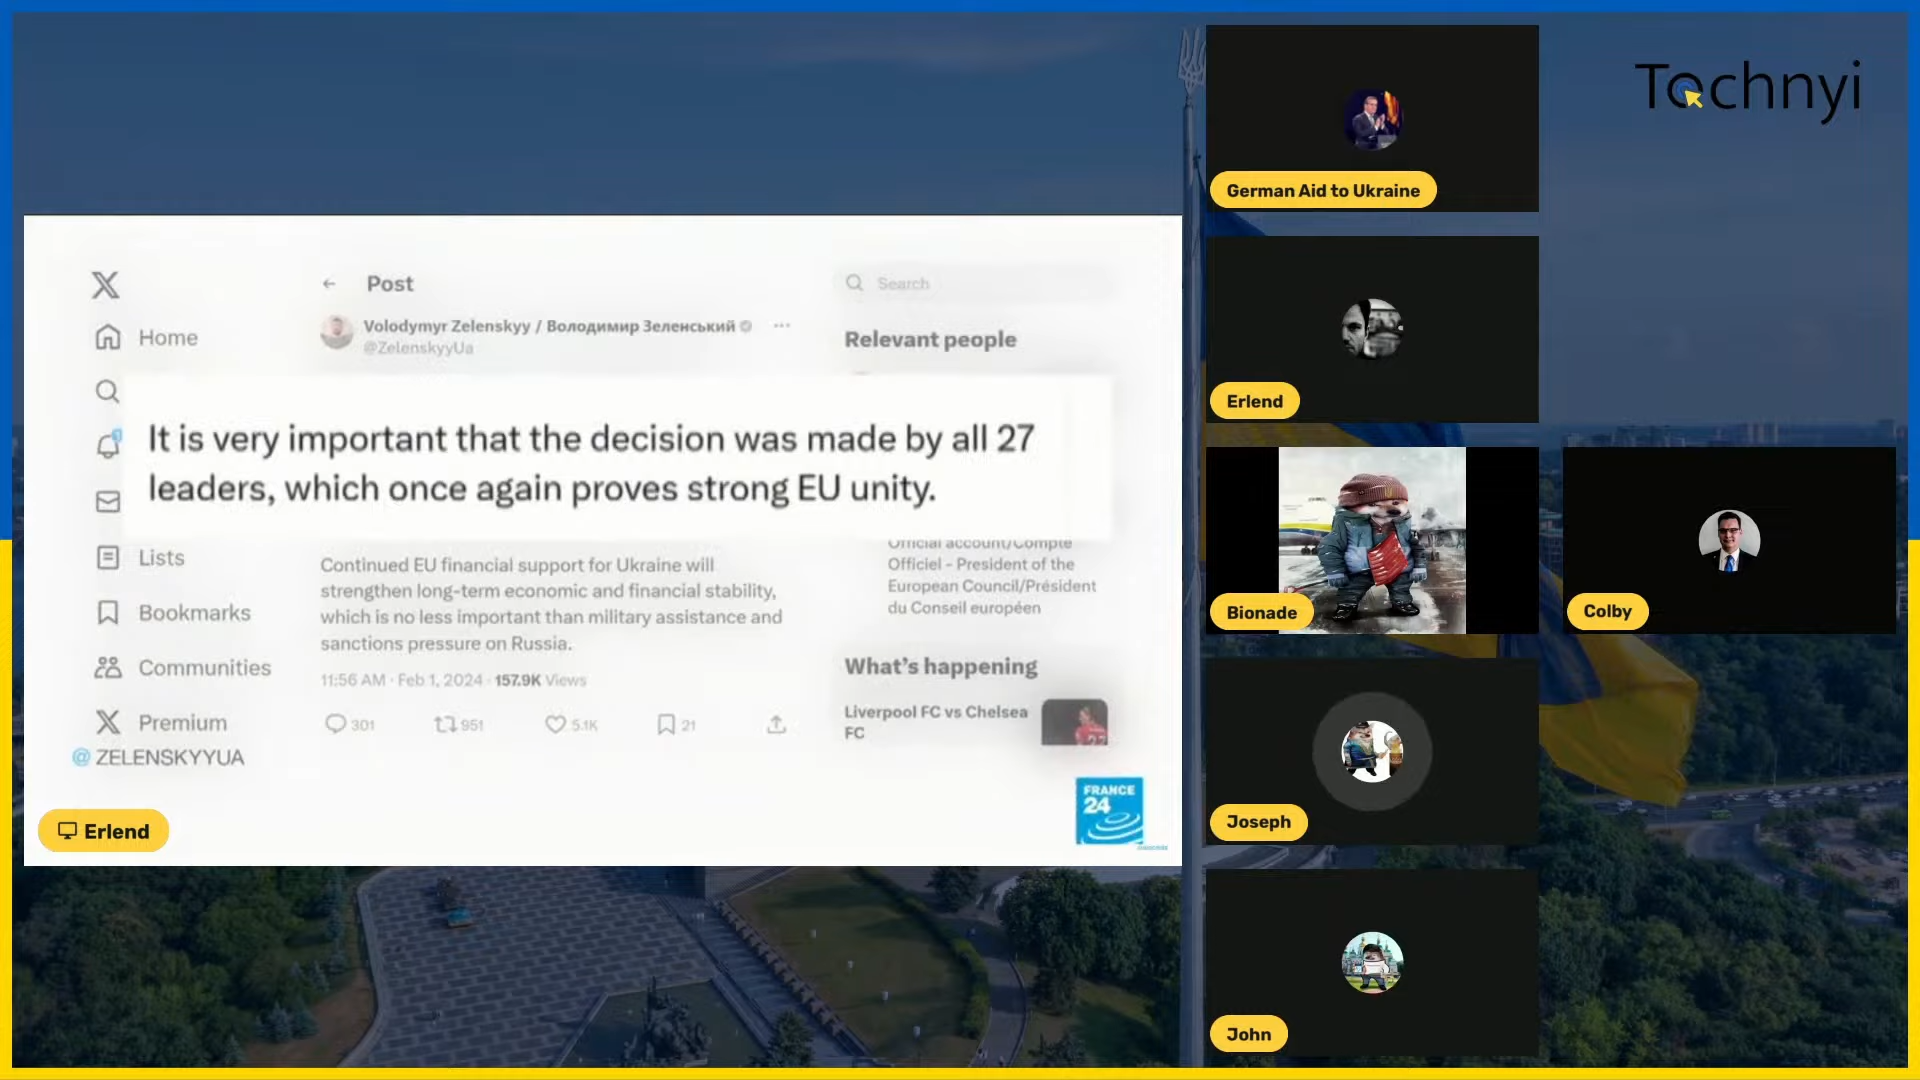 Post
Search
Home
Volodymyr Zelenskyy / Володимир Зеленський
@ZelenskyyUa
Relevant people
It is very important that the decision was made by all 27
leaders, which once again proves strong EU unity.
Official account/Compte
Officiel - President of the
European Council/Président
du Conseil européen
Continued EU financial support for Ukraine will
strengthen long-term economic and financial stability,
which is no less important than military assistance and
sanctions pressure on Russia.
11:56 AM · Feb 1, 2024 · 157.9K Views
301 951 5.1K 21
Lists
Bookmarks
Communities
Premium
What’s happening
Liverpool FC vs Chelsea
FC
@ ZELENSKYYUA
FRANCE
24
Erlend
German Aid to Ukraine
Erlend
Bionade
Colby
Joseph
John
Technyi